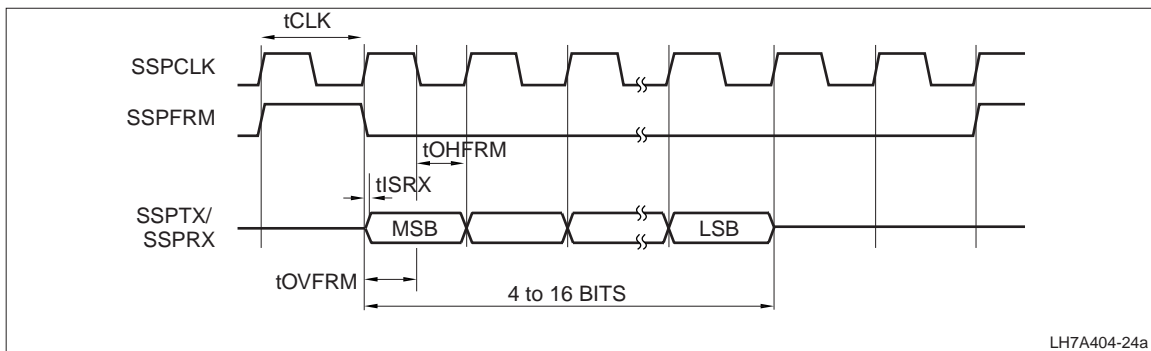 tCLK
SSPCLK
SSPFRM
tOHFRM
tISRX
SSPTX/
SSPRX
MSB
LSB
tOVFRM
4 to 16 BITS
LH7A404-24a